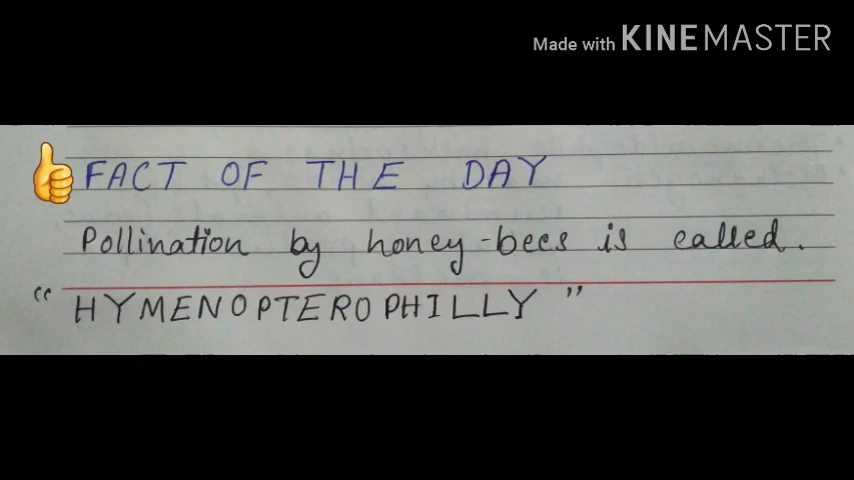 Made with KINEMASTER
FACT OF THE DAY
Pollination by honey-bees is called.
"HYMENOPTEROPHILLY"